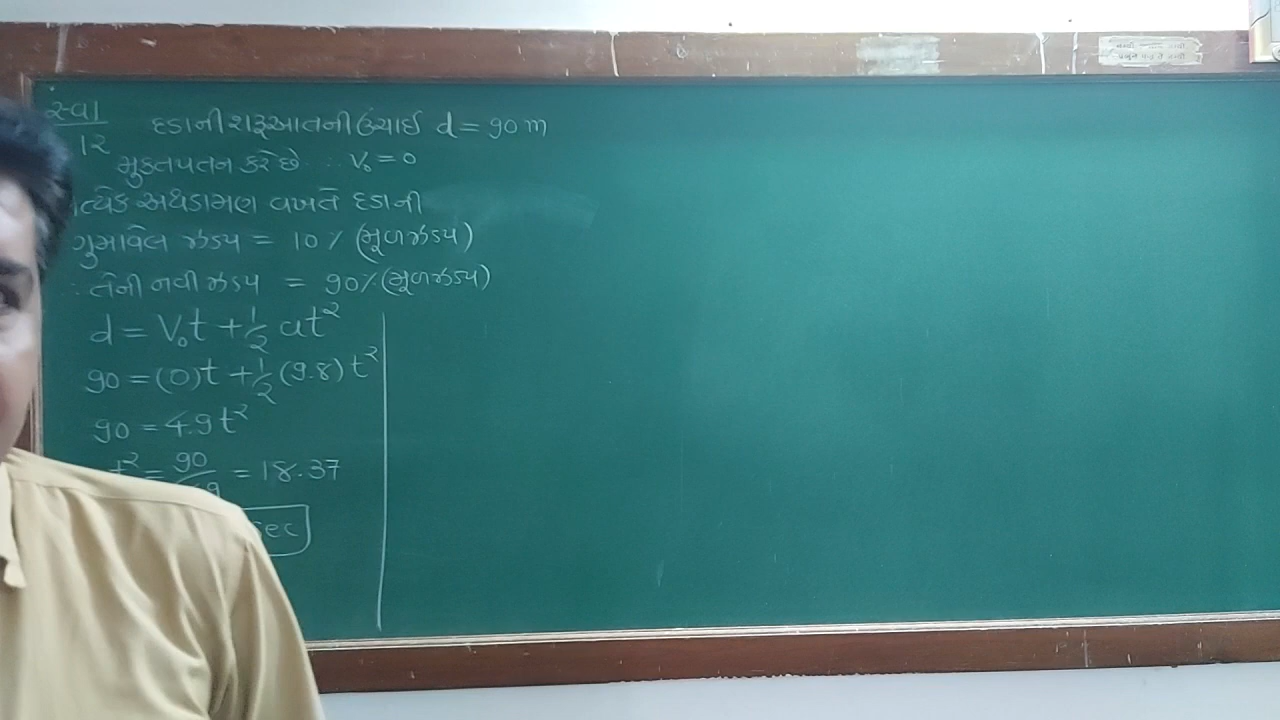 સ્વા
12
દડાની શરૂઆતની ઉંચાઈ d = 90 m
મુક્તપતન કરે છે ∴ V₀ = 0
ત્યેક અથડામણ વખતે દડાની
ગુમાવેલ ઝડપ = 10 % (મૂળઝડપ)
∴ તેની નવી ઝડપ = 90% (મૂળઝડપ)
d = V₀t + 1/2 at²
90 = (0)t + 1/2 (9.8) t²
90 = 4.9 t²
t² = 90/ 9 = 18.37
sec